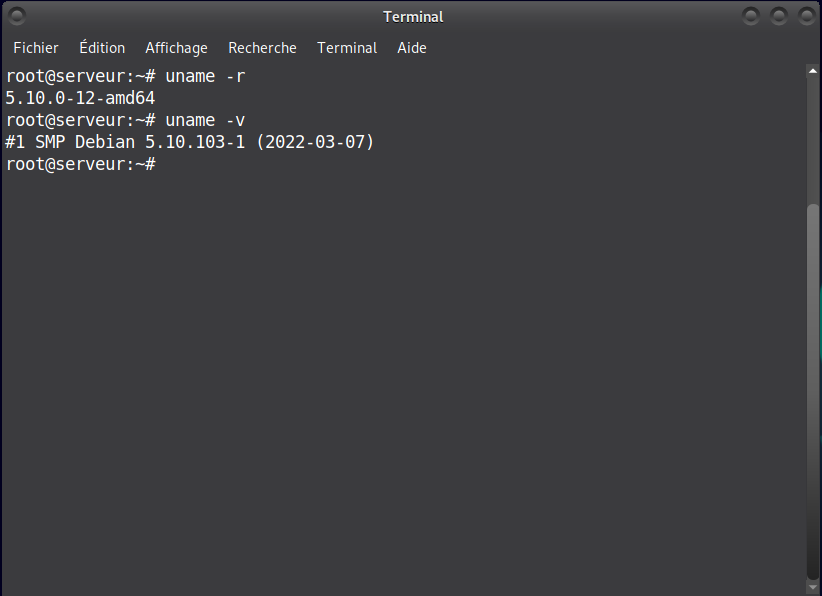 Terminal
Fichier Édition Affichage Recherche Terminal Aide
root@serveur:~# uname -r
5.10.0-12-amd64
root@serveur:~# uname -v
#1 SMP Debian 5.10.103-1 (2022-03-07)
root@serveur:~#